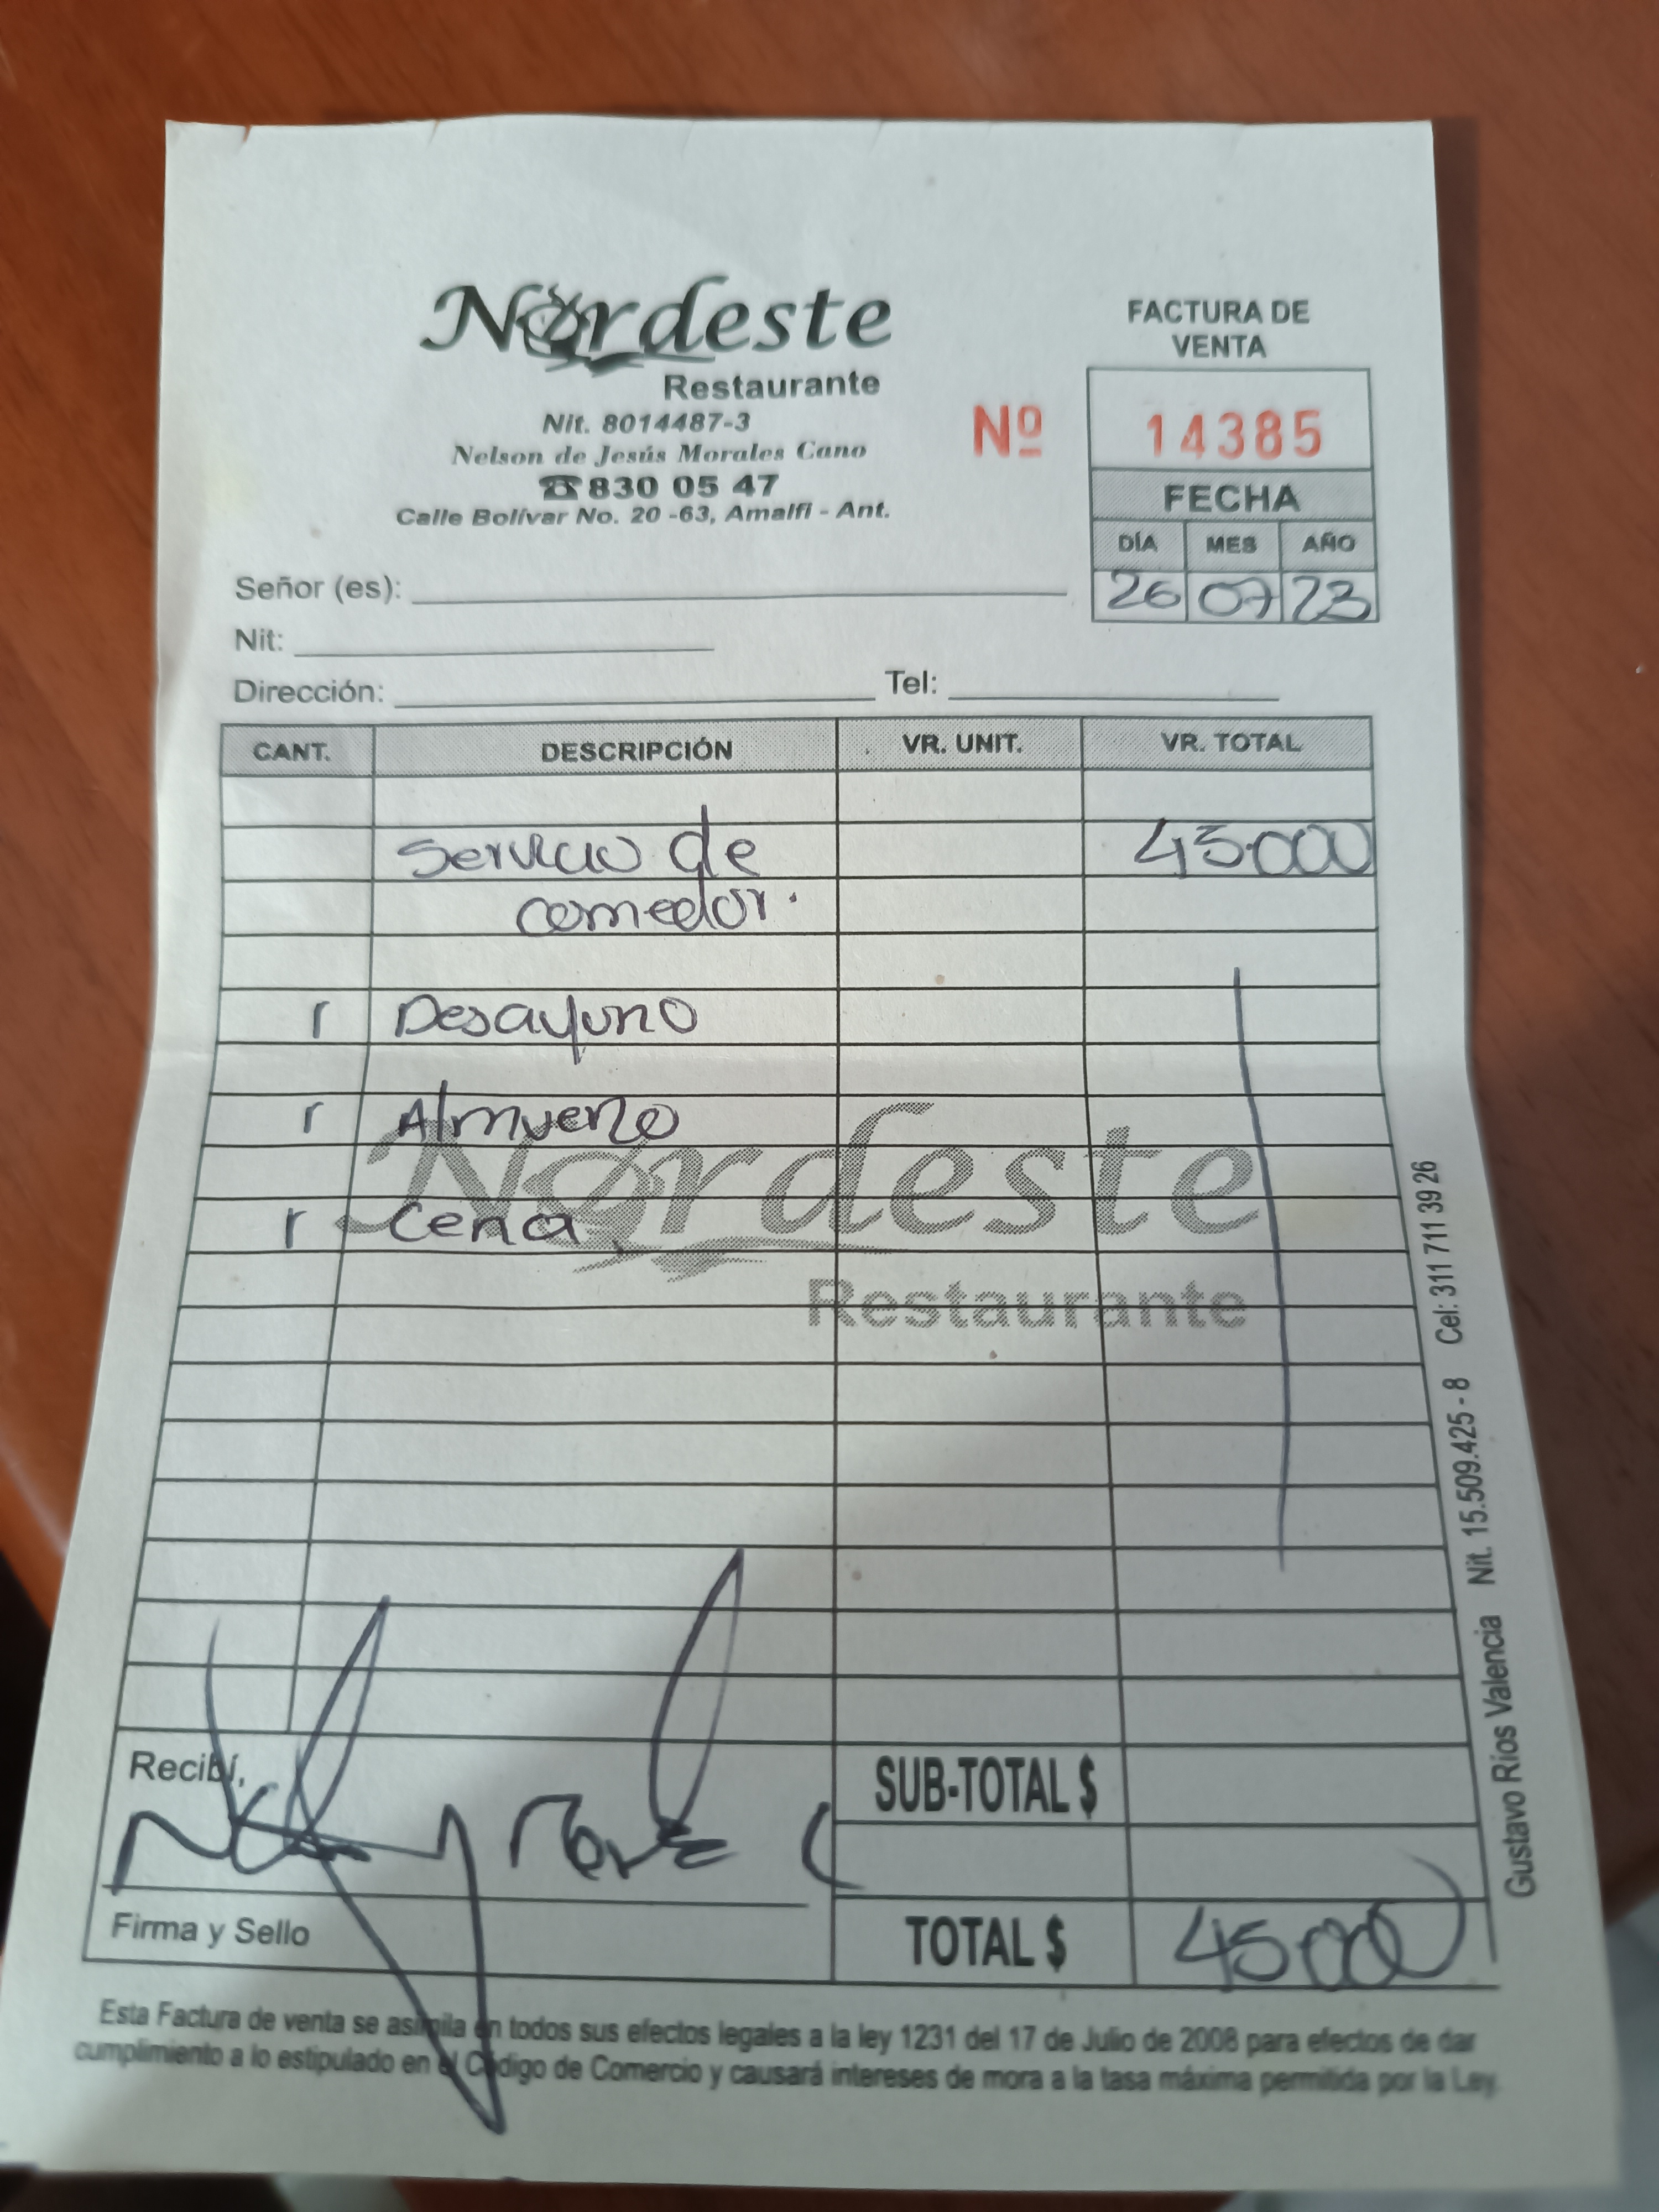 Nordeste
Restaurante
Nit. 8014487-3
Nelson de Jesús Morales Cano
☎ 830 05 47
Calle Bolívar No. 20 -63, Amalfi - Ant.
FACTURA DE
VENTA
Nº 14385
FECHA
DÍA MES AÑO
26 07 23
Señor (es):
Nit:
Dirección: Tel:
CANT. DESCRIPCIÓN VR. UNIT. VR. TOTAL
Servicio de 45000
comedor.
1 Desayuno
1 Almuerzo
1 Cena
Nordeste
Restaurante
Recibí,
SUB-TOTAL $
Firma y Sello
TOTAL $ 45000
Esta Factura de venta se asimila en todos sus efectos legales a la ley 1231 del 17 de Julio de 2008 para efectos de dar
cumplimiento a lo estipulado en el Código de Comercio y causará intereses de mora a la tasa máxima permitida por la Ley.
Gustavo Ríos Valencia Nit. 15.509.425 - 8 Cel: 311 711 39 26